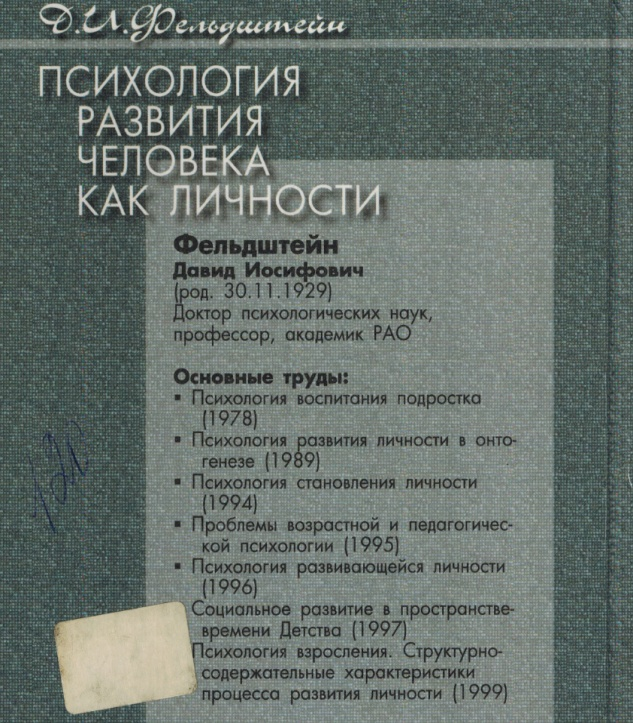 Д.И.Фельдштейн
ПСИХОЛОГИЯ
РАЗВИТИЯ
ЧЕЛОВЕКА
КАК ЛИЧНОСТИ
Фельдштейн
Давид Иосифович
(род. 30.11.1929)
Доктор психологических наук,
профессор, академик РАО
Основные труды:
▪ Психология воспитания подростка
(1978)
▪ Психология развития личности в онто-
генезе (1989)
▪ Психология становления личности
(1994)
▪ Проблемы возрастной и педагогичес-
кой психологии (1995)
▪ Психология развивающейся личности
(1996)
Социальное развитие в пространстве-
времени Детства (1997)
Психология взросления. Структурно-
содержательные характеристики
процесса развития личности (1999)